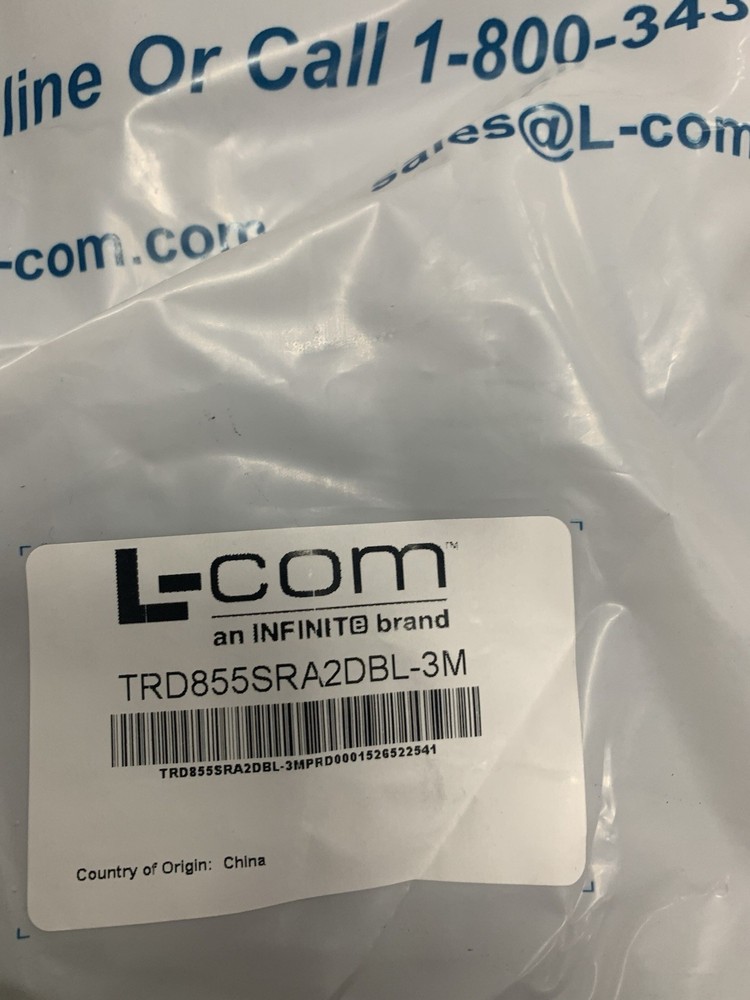 line Or Call 1-800-343
sales@L-com
-com.com
L-com™
an INFINITe brand
TRD855SRA2DBL-3M
TRD855SRA2DBL-3MPRD0001526522541
Country of Origin: China